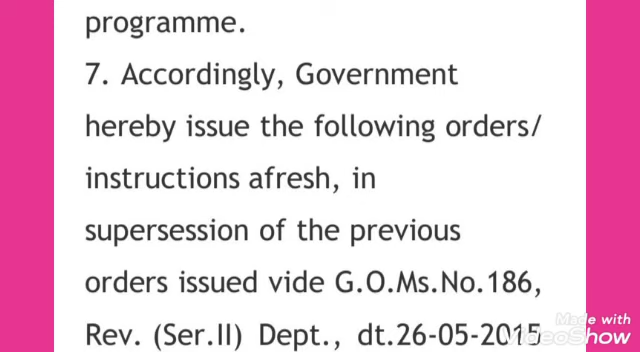 programme.
7. Accordingly, Government
hereby issue the following orders/
instructions afresh, in
supersession of the previous
orders issued vide G.O.Ms.No.186,
Rev. (Ser.II) Dept., dt.26-05-2015
Made with
VideoShow